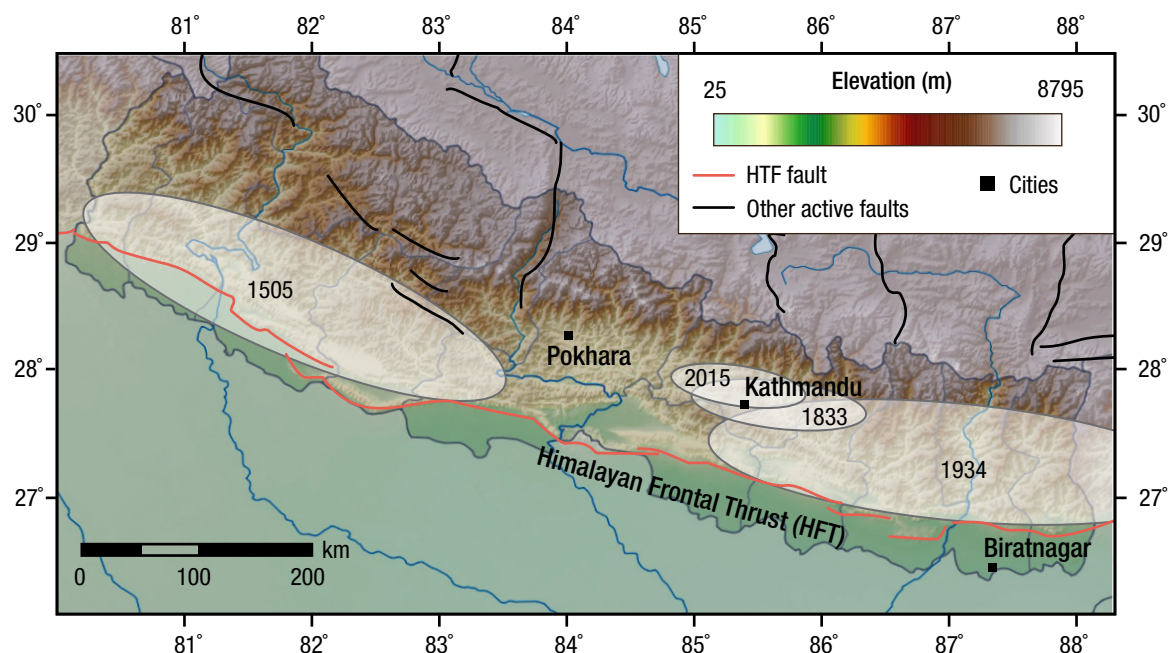 81° 82° 83° 84° 85° 86° 87° 88°
30°
29°
28°
27°
30°
29°
28°
27°
Elevation (m)
25 8795
HTF fault
Cities
Other active faults
1505
Pokhara
2015
Kathmandu
1833
1934
Himalayan Frontal Thrust (HFT)
Biratnagar
km
0 100 200
81° 82° 83° 84° 85° 86° 87° 88°